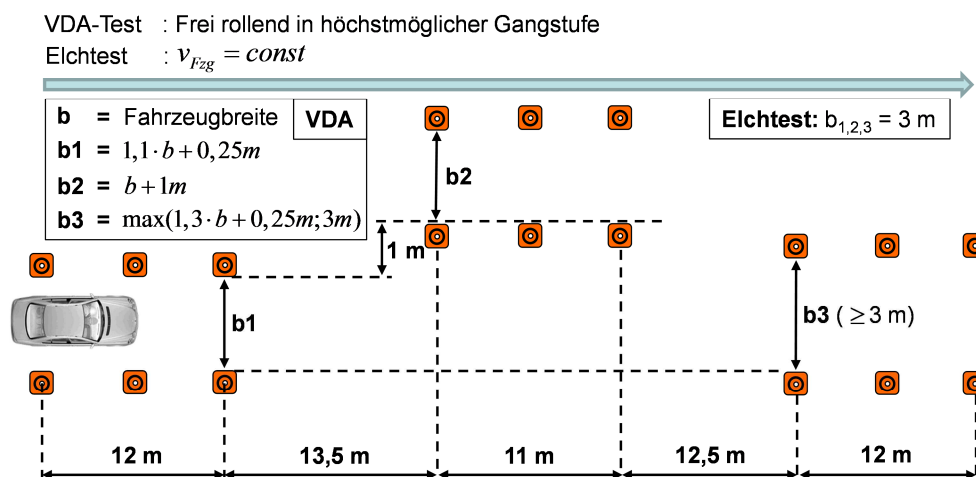 VDA-Test : Frei rollend in höchstmöglicher Gangstufe
Elchtest : v_Fzg = const
b = Fahrzeugbreite
VDA
b1 = 1,1·b+0,25m
b2 = b+1m
b3 = max(1,3·b+0,25m;3m)
Elchtest: b1,2,3 = 3 m
b2
1 m
b1
b3 (≥3 m)
12 m
13,5 m
11 m
12,5 m
12 m